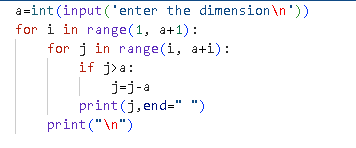 a=int(input('enter the dimension\n'))
for i in range(1, a+1):
    for j in range(i, a+i):
        if j>a:
            j=j-a
        print(j,end=" ")
    print("\n")